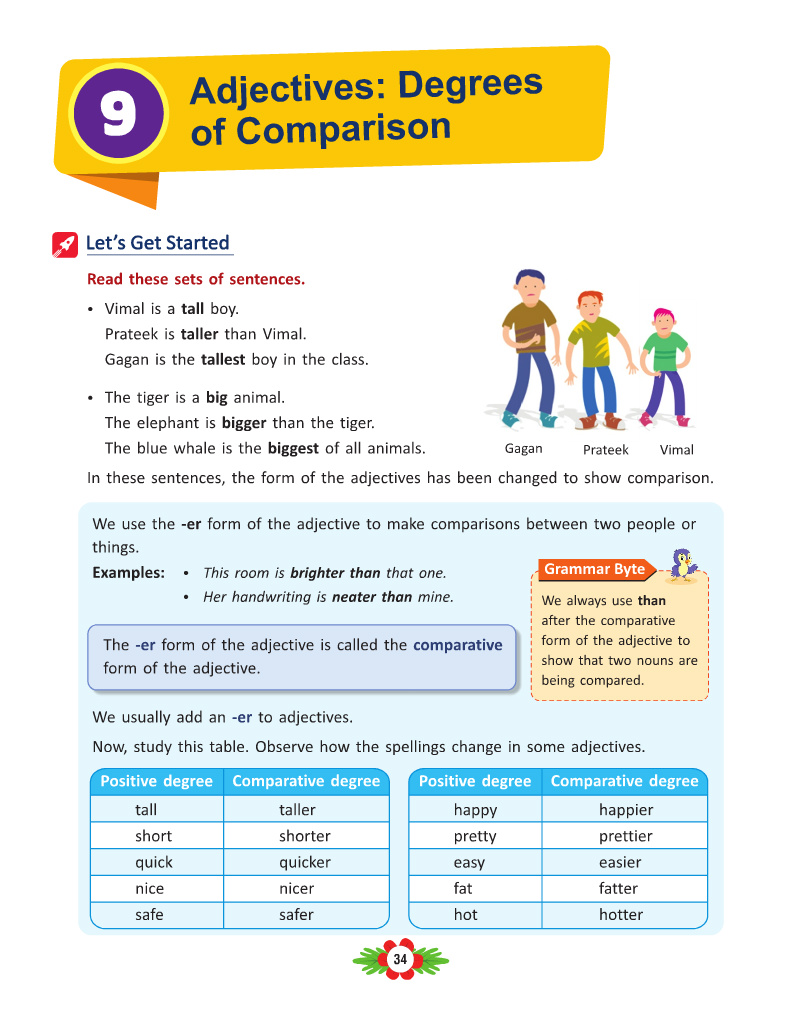 9
Adjectives: Degrees
of Comparison
Let's Get Started
Read these sets of sentences.
• Vimal is a tall boy.
Prateek is taller than Vimal.
Gagan is the tallest boy in the class.
• The tiger is a big animal.
The elephant is bigger than the tiger.
The blue whale is the biggest of all animals.
Gagan Prateek Vimal
In these sentences, the form of the adjectives has been changed to show comparison.
We use the -er form of the adjective to make comparisons between two people or
things.
Examples: • This room is brighter than that one.
• Her handwriting is neater than mine.
Grammar Byte
We always use than
after the comparative
form of the adjective to
show that two nouns are
being compared.
The -er form of the adjective is called the comparative
form of the adjective.
We usually add an -er to adjectives.
Now, study this table. Observe how the spellings change in some adjectives.
Positive degree Comparative degree
tall taller
short shorter
quick quicker
nice nicer
safe safer
Positive degree Comparative degree
happy happier
pretty prettier
easy easier
fat fatter
hot hotter
34